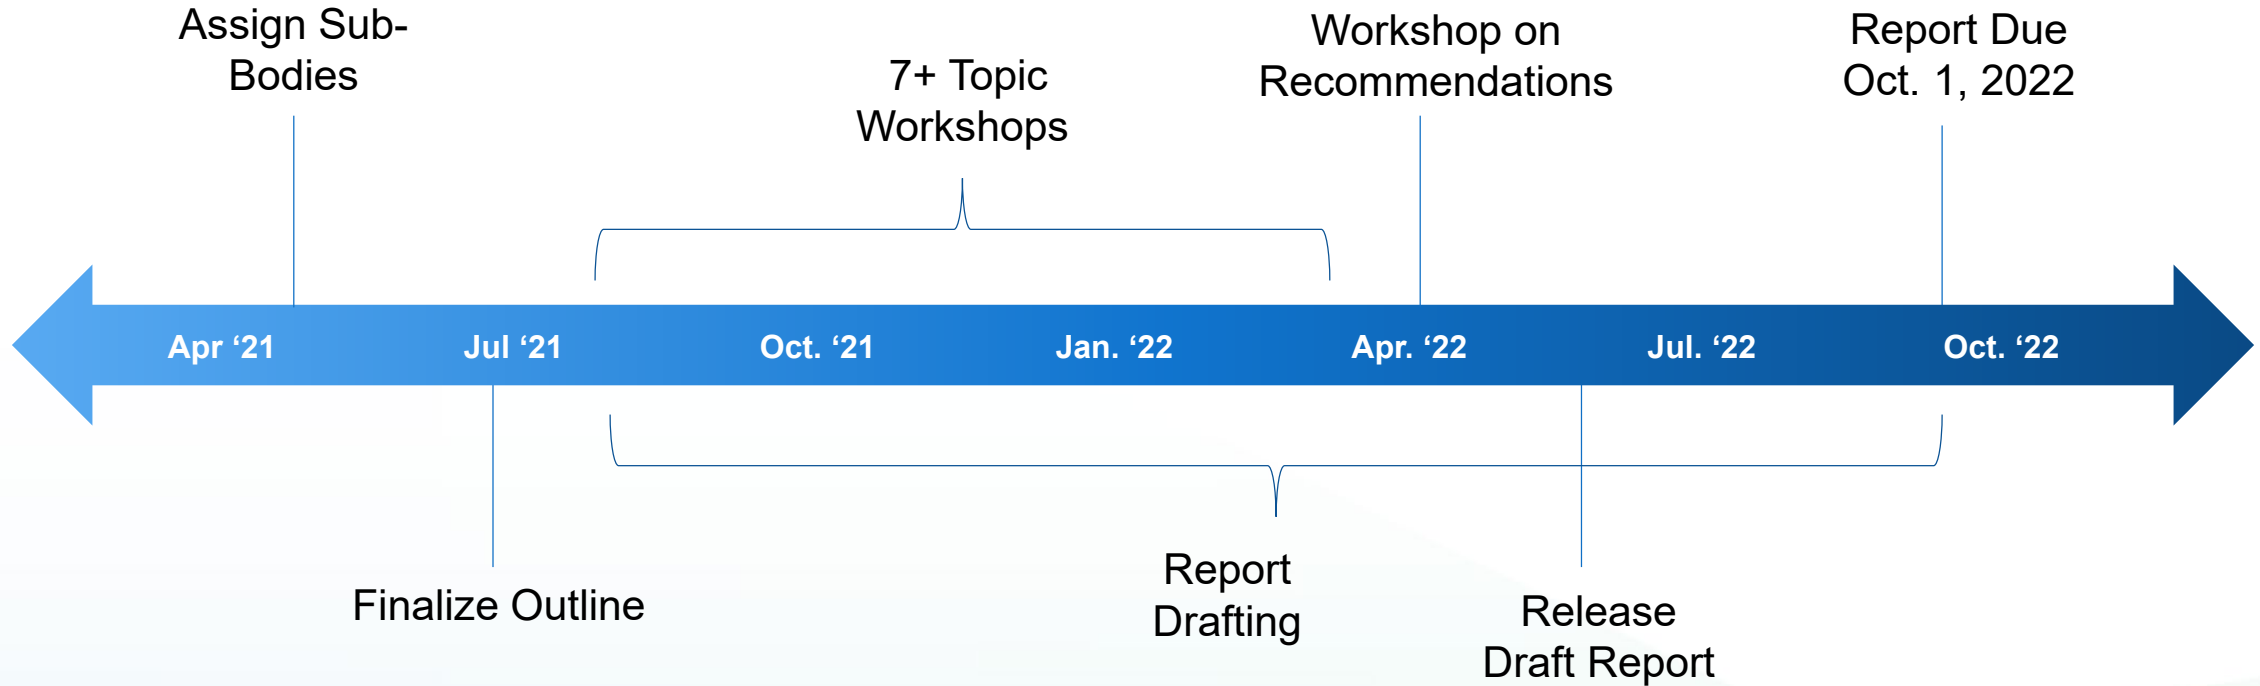 Assign Sub-
Bodies
7+ Topic
Workshops
Workshop on
Recommendations
Report Due
Oct. 1, 2022
Apr ‘21
Jul ‘21
Oct. ‘21
Jan. ‘22
Apr. ‘22
Jul. ‘22
Oct. ‘22
Finalize Outline
Report
Drafting
Release
Draft Report